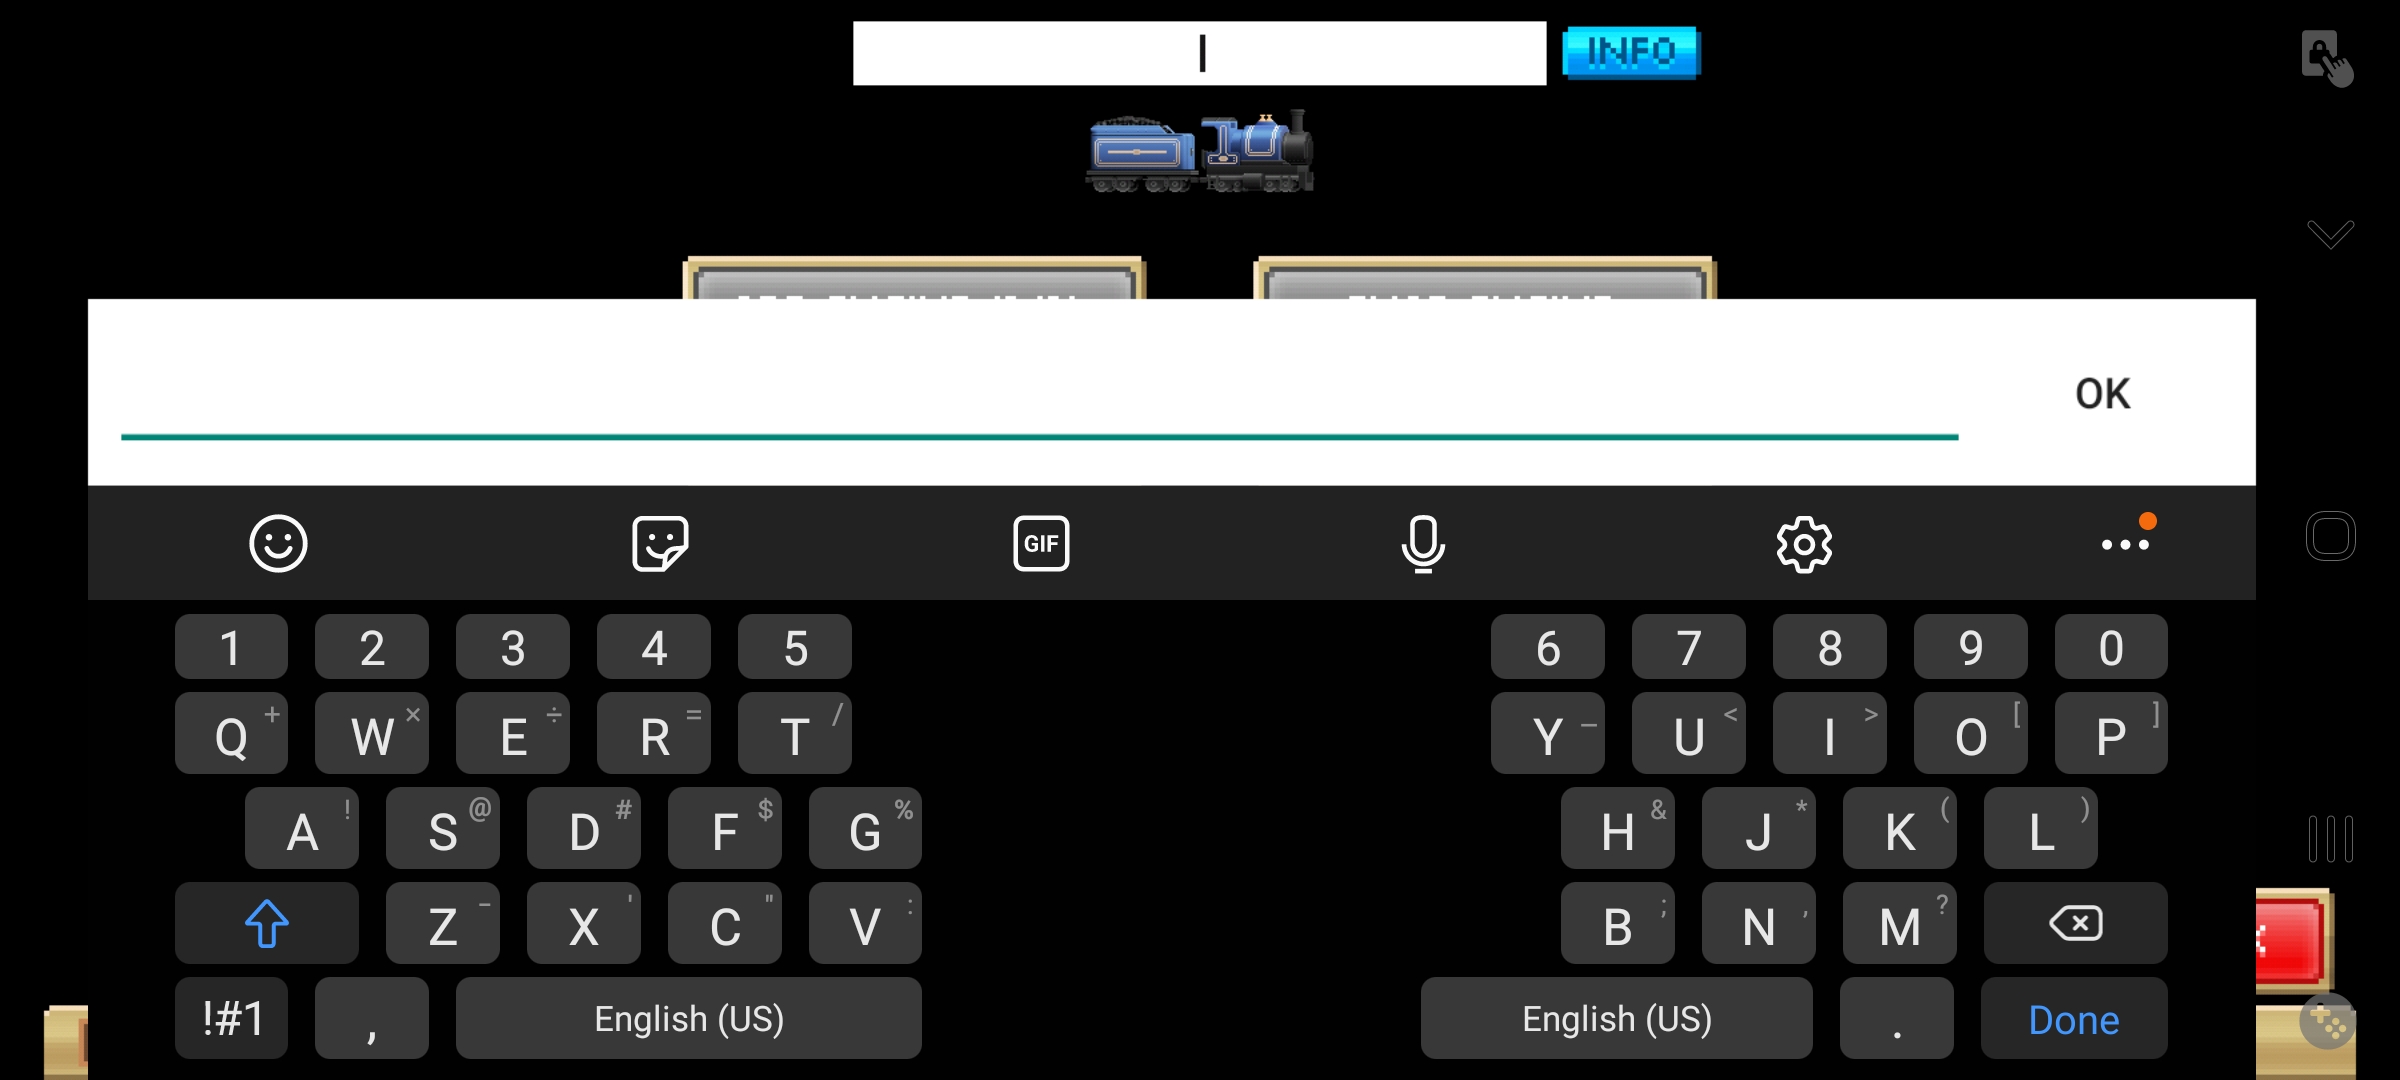 INFO
OK
GIF
1 2 3 4 5 6 7 8 9 0
Q + W × E ÷ R = T / Y – U < I > O [ P ]
A ! S @ D # F $ G % H & J * K ( L )
Z – X ' C " V : B ; N , M ?
!#1 , English (US) English (US) . Done